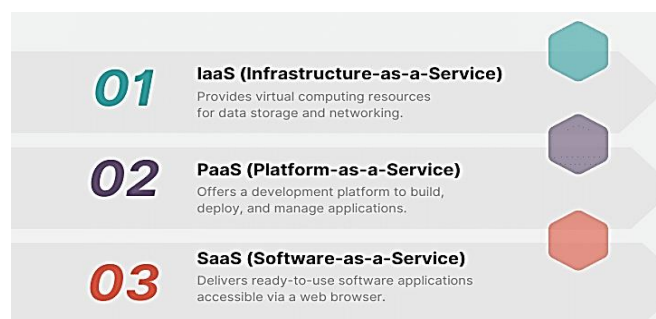 01
IaaS (Infrastructure-as-a-Service)
Provides virtual computing resources
for data storage and networking.
02
PaaS (Platform-as-a-Service)
Offers a development platform to build,
deploy, and manage applications.
03
SaaS (Software-as-a-Service)
Delivers ready-to-use software applications
accessible via a web browser.